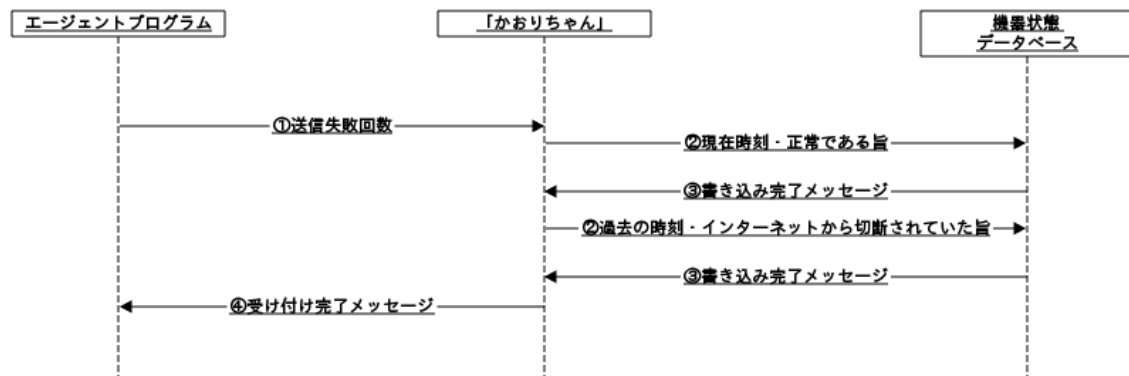 エージェントプログラム
「かおりちゃん」
機器状態
データベース
①送信失敗回数
②現在時刻・正常である旨
③書き込み完了メッセージ
②過去の時刻・インターネットから切断されていた旨
③書き込み完了メッセージ
④受け付け完了メッセージ